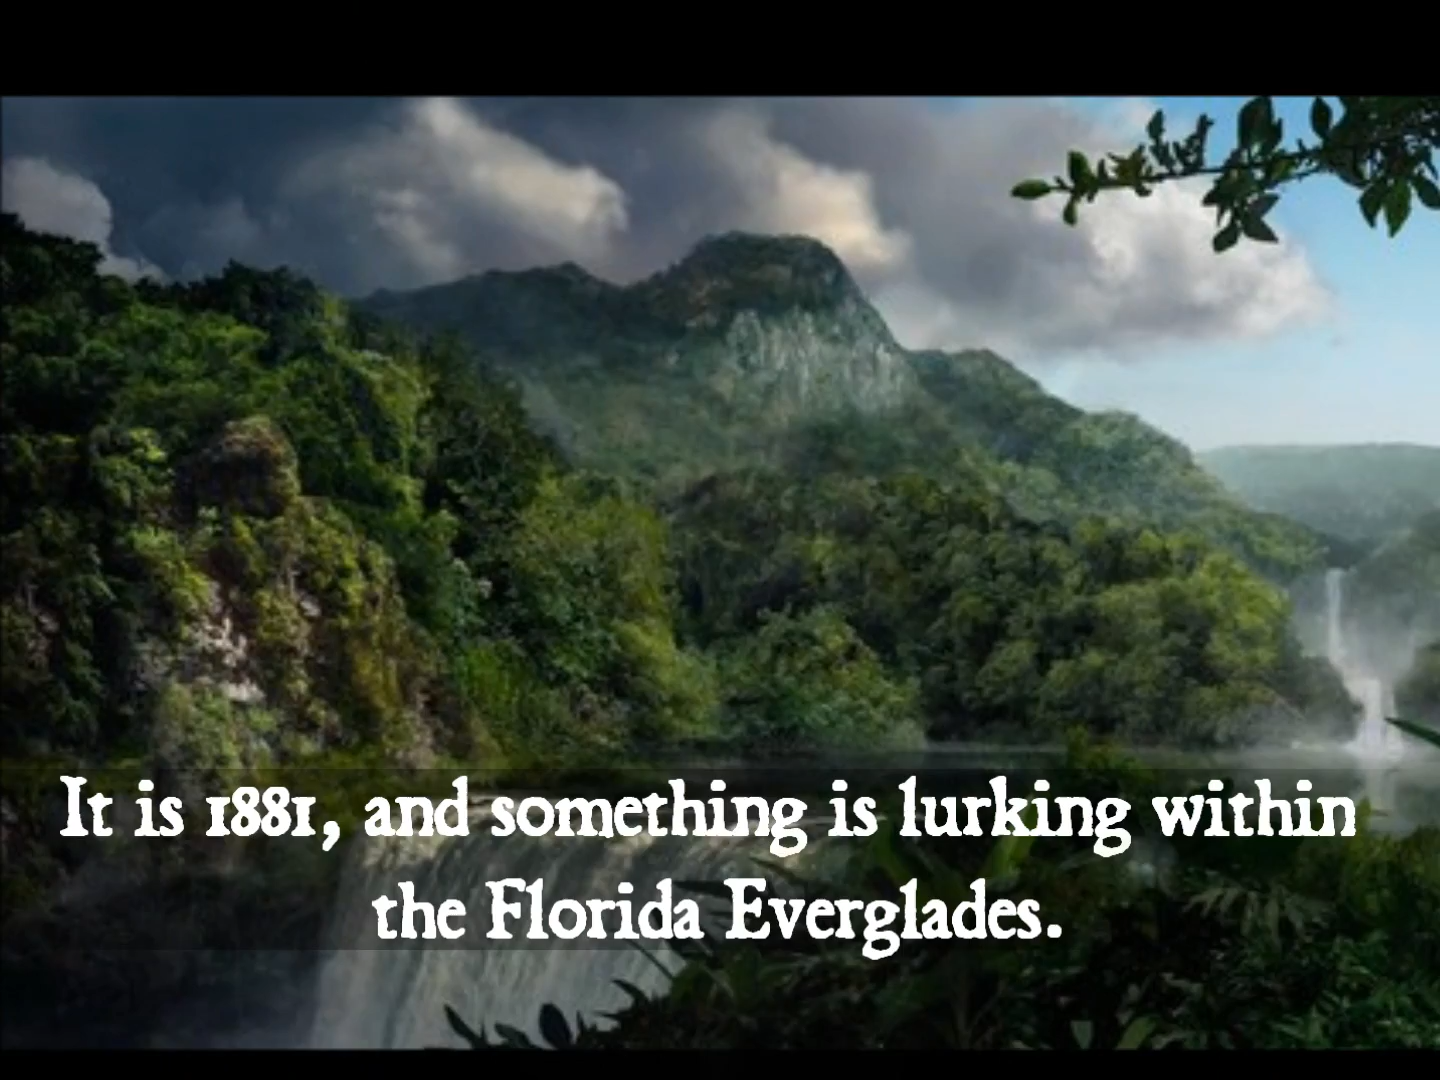 It is 1881, and something is lurking within
the Florida Everglades.